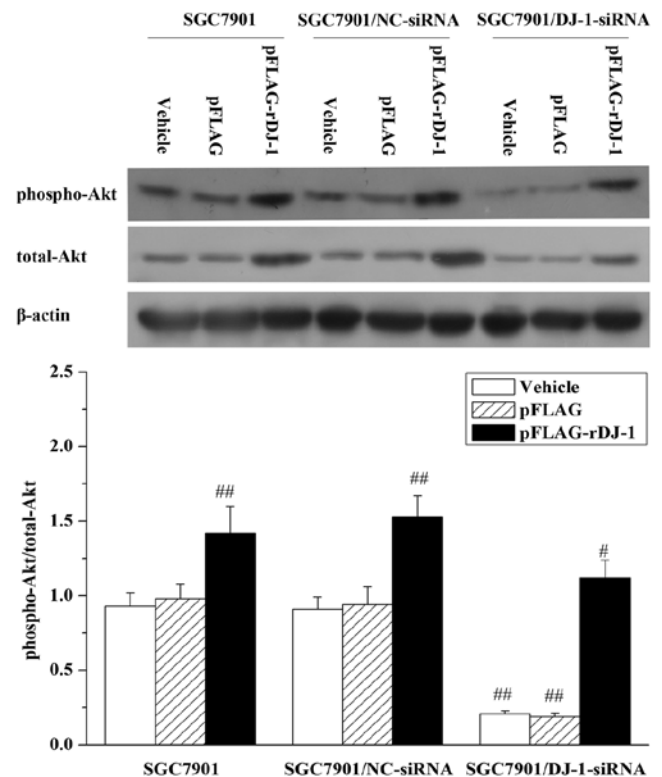 SGC7901 SGC7901/NC-siRNA SGC7901/DJ-1-siRNA
Vehicle pFLAG pFLAG-rDJ-1 Vehicle pFLAG pFLAG-rDJ-1 Vehicle pFLAG pFLAG-rDJ-1
phospho-Akt
total-Akt
β-actin
2.5
2.0
1.5
1.0
0.5
0.0
phospho-Akt/total-Akt
Vehicle
pFLAG
pFLAG-rDJ-1
## ## ## ## #
SGC7901 SGC7901/NC-siRNA SGC7901/DJ-1-siRNA